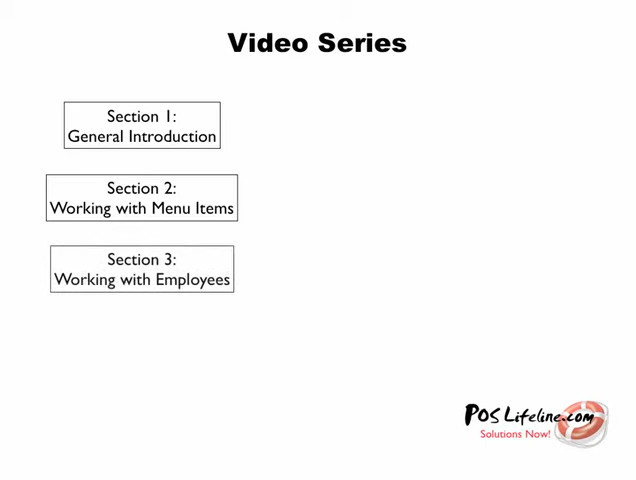 Video Series
Section 1:
General Introduction
Section 2:
Working with Menu Items
Section 3:
Working with Employees
POS Lifeline.com
Solutions Now!